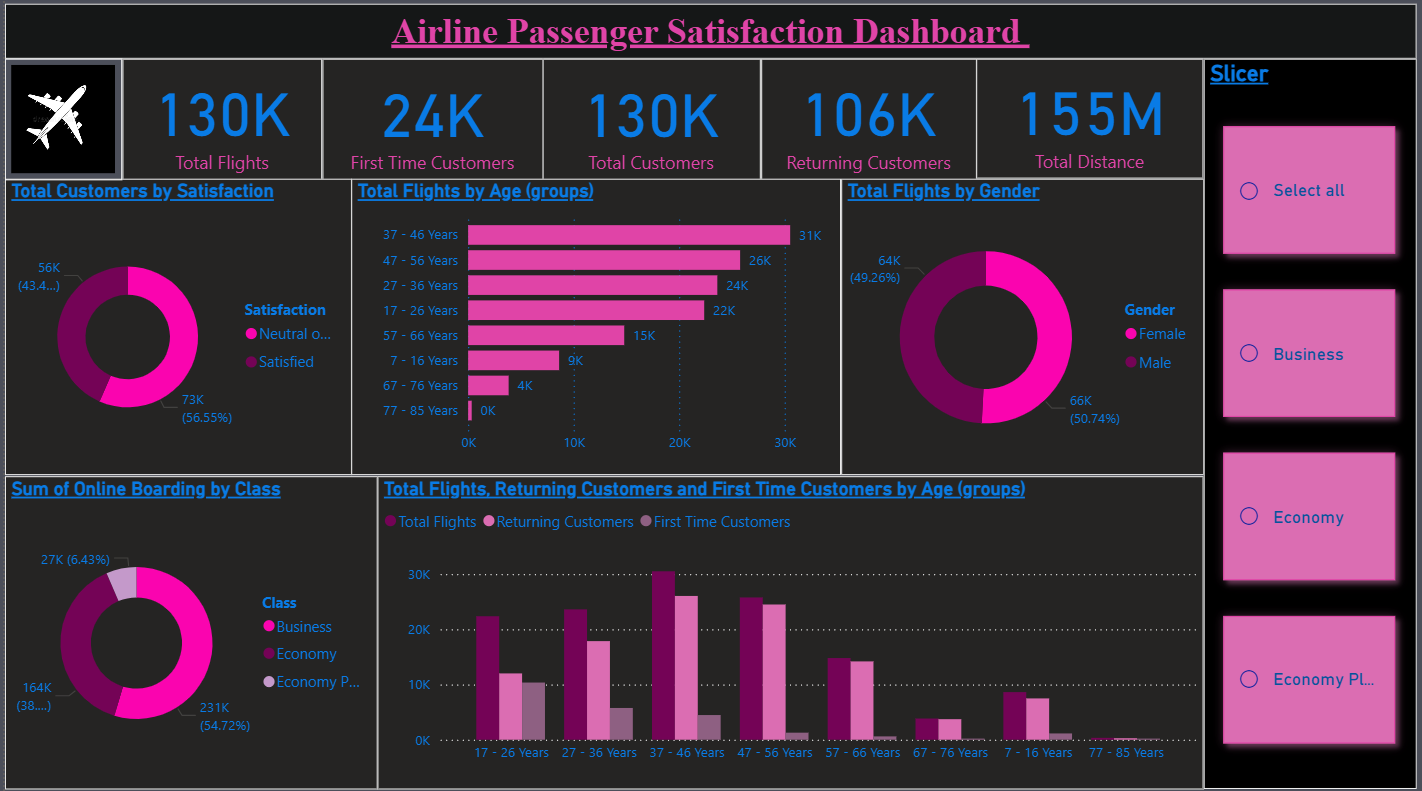 Airline Passenger Satisfaction Dashboard
130K
Total Flights
24K
First Time Customers
130K
Total Customers
106K
Returning Customers
155M
Total Distance
Slicer
Select all
Business
Economy
Economy Pl...
Total Customers by Satisfaction
56K
(43.4...)
73K
(56.55%)
Satisfaction
Neutral o...
Satisfied
Total Flights by Age (groups)
37 - 46 Years 31K
47 - 56 Years 26K
27 - 36 Years 24K
17 - 26 Years 22K
57 - 66 Years 15K
7 - 16 Years 9K
67 - 76 Years 4K
77 - 85 Years 0K
0K 10K 20K 30K
Total Flights by Gender
64K
(49.26%)
66K
(50.74%)
Gender
Female
Male
Sum of Online Boarding by Class
27K (6.43%)
164K
(38....)
231K
(54.72%)
Class
Business
Economy
Economy P...
Total Flights, Returning Customers and First Time Customers by Age (groups)
Total Flights Returning Customers First Time Customers
30K
20K
10K
0K
17 - 26 Years 27 - 36 Years 37 - 46 Years 47 - 56 Years 57 - 66 Years 67 - 76 Years 7 - 16 Years 77 - 85 Years